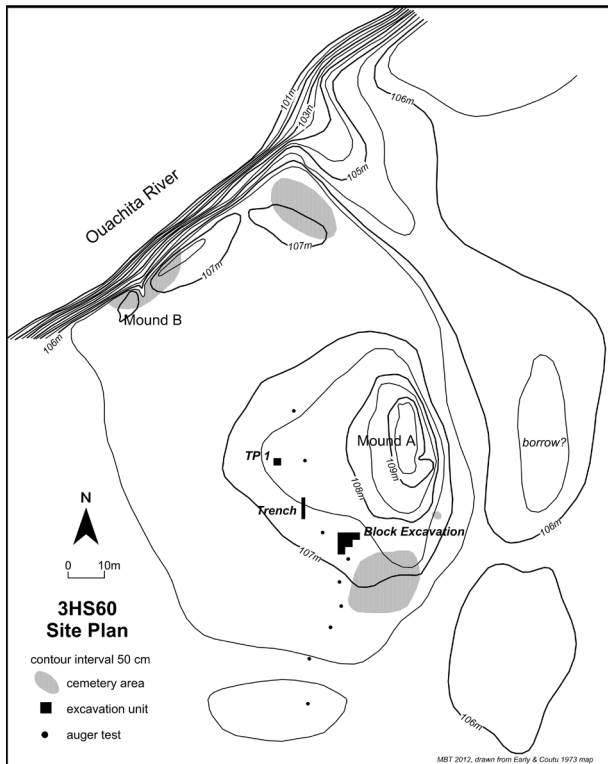 101m
103m
106m
105m
Ouachita River
107m
107m
Mound B
106m
Mound A
109m
108m
borrow?
TP 1
Trench
Block Excavation
107m
106m
N
0 10m
3HS60
Site Plan
contour interval 50 cm
cemetery area
excavation unit
auger test
106m
MBT 2012, drawn from Early & Coutu 1973 map